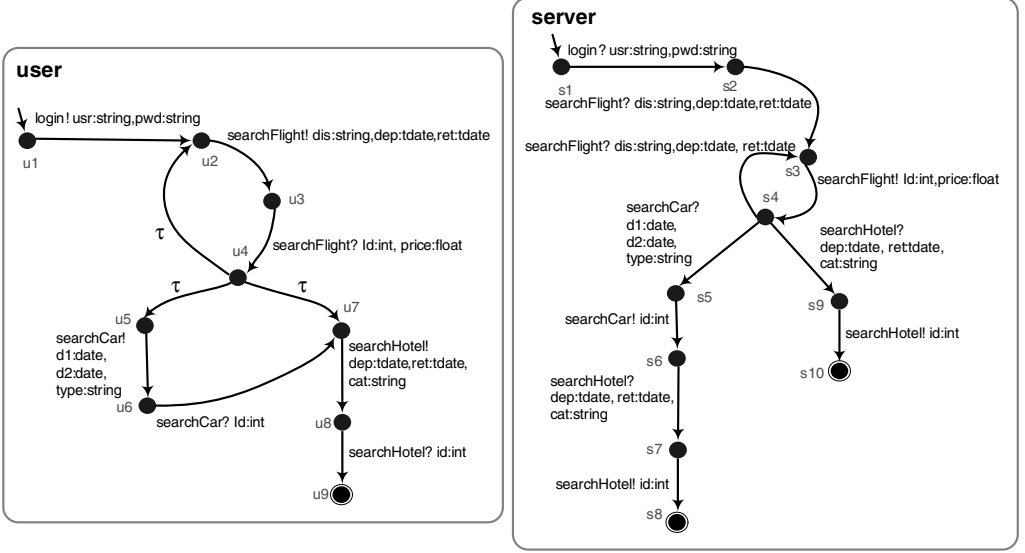 user
login! usr:string,pwd:string
u1
u2
searchFlight! dis:string,dep:tdate,ret:tdate
u3
searchFlight? Id:int, price:float
u4
τ
τ
τ
u5
searchCar!
d1:date,
d2:date,
type:string
u6
searchCar? Id:int
u7
searchHotel!
dep:tdate,ret:tdate,
cat:string
u8
searchHotel? id:int
u9
server
login? usr:string,pwd:string
s1
s2
searchFlight? dis:string,dep:tdate,ret:tdate
searchFlight? dis:string,dep:tdate, ret:tdate
s3
searchFlight! Id:int,price:float
s4
searchCar?
d1:date,
d2:date,
type:string
searchHotel?
dep:tdate, ret:tdate,
cat:string
s5
s9
searchCar! id:int
searchHotel! id:int
s6
s10
searchHotel?
dep:tdate, ret:tdate,
cat:string
s7
searchHotel! id:int
s8